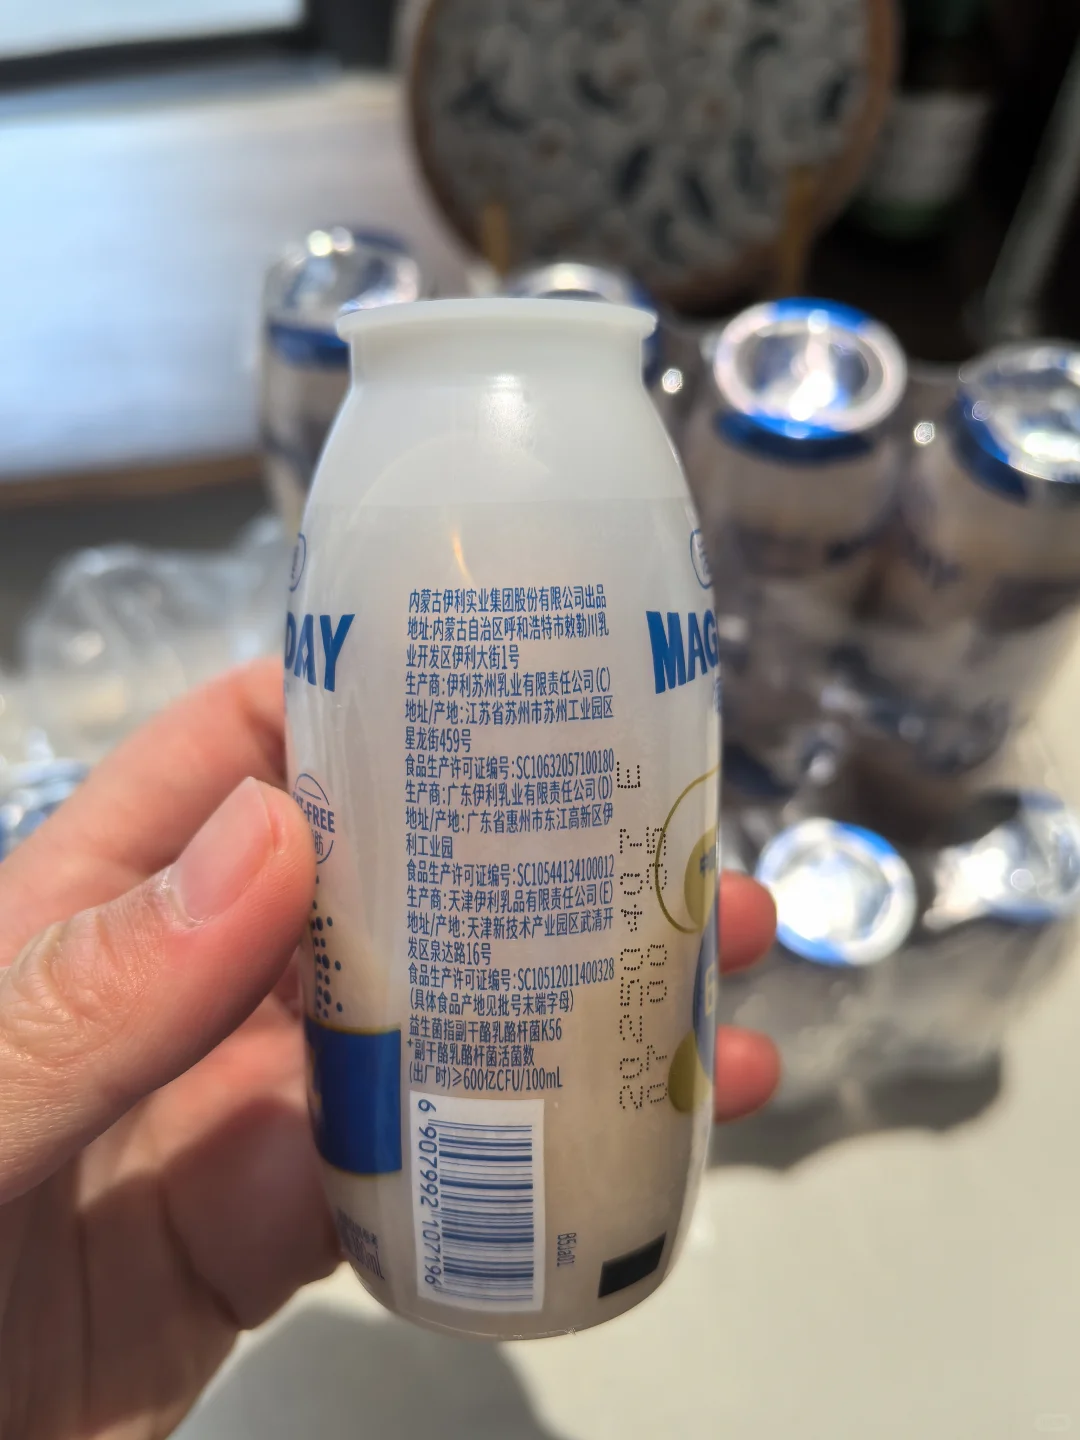 DAY
MAG
T-FREE
肪
内蒙古伊利实业集团股份有限公司出品
地址:内蒙古自治区呼和浩特市敕勒川乳
业开发区伊利大街1号
生产商:伊利苏州乳业有限责任公司(C)
地址/产地:江苏省苏州市苏州工业园区
星龙街459号
食品生产许可证编号:SC10632057100180
生产商:广东伊利乳业有限责任公司(D)
地址/产地:广东省惠州市东江高新区伊
利工业园
食品生产许可证编号:SC10544134100012
生产商:天津伊利乳品有限责任公司(E)
地址/产地:天津新技术产业园区武清开
发区泉达路16号
食品生产许可证编号:SC10512011400328
(具体食品产地见批号末端字母)
益生菌指副干酪乳酪杆菌K56
+副干酪乳酪杆菌活菌数
(出厂时)≥600亿CFU/100mL
6 907992 107196
B5Ja01